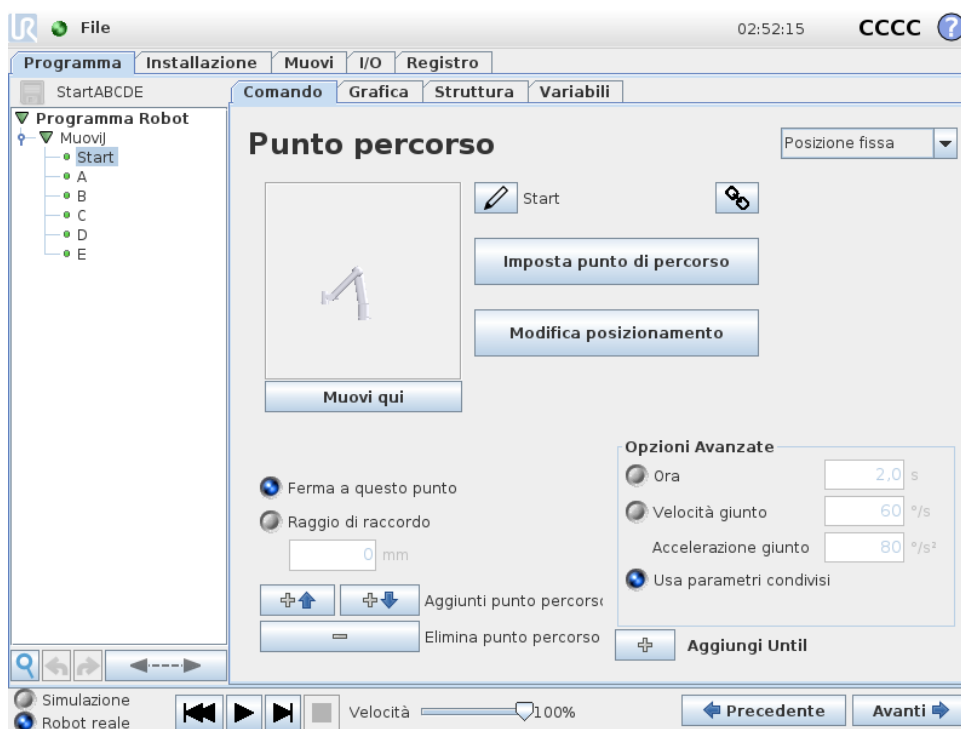 UR File 02:52:15 CCCC ?
Programma Installazione Muovi I/O Registro
StartABCDE Comando Grafica Struttura Variabili
Programma Robot
MuoviJ
Start
A
B
C
D
E
Punto percorso
Posizione fissa
Start
Imposta punto di percorso
Modifica posizionamento
Muovi qui
Ferma a questo punto
Raggio di raccordo
0 mm
Aggiunti punto percorso
Elimina punto percorso
Opzioni Avanzate
Ora 2,0 s
Velocità giunto 60 °/s
Accelerazione giunto 80 °/s²
Usa parametri condivisi
Aggiungi Until
Simulazione
Robot reale
Velocità 100%
Precedente
Avanti